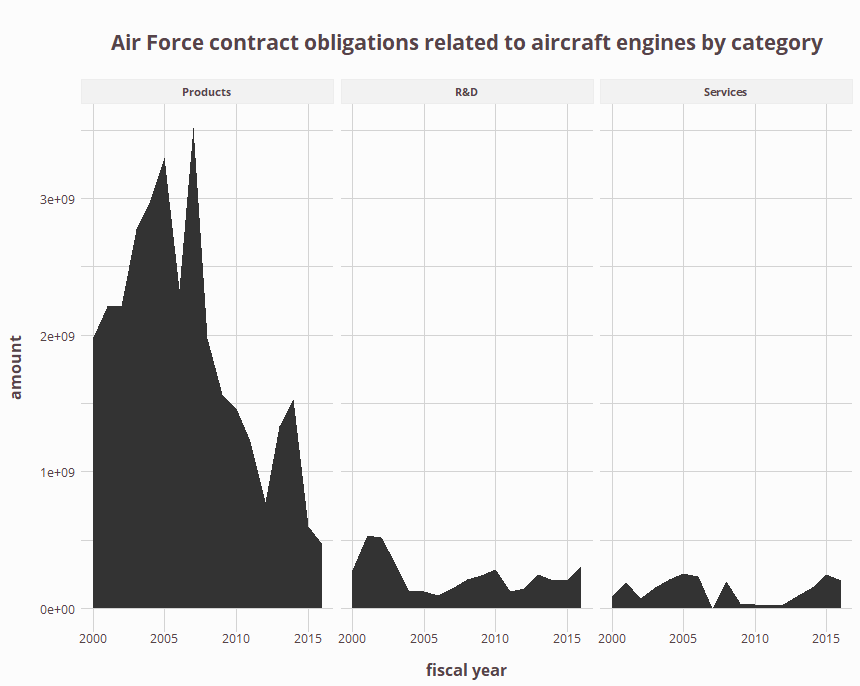 Air Force contract obligations related to aircraft engines by category
Products R&D Services
amount
3e+09
2e+09
1e+09
0e+00
2000 2005 2010 2015 2000 2005 2010 2015 2000 2005 2010 2015
fiscal year